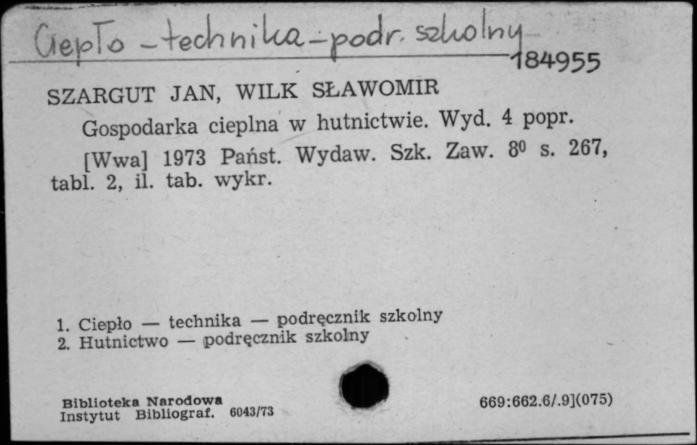 Ciepło – technika – podr. szkolny
184955
SZARGUT JAN, WILK SŁAWOMIR
Gospodarka cieplna w hutnictwie. Wyd. 4 popr.
[Wwa] 1973 Państ. Wydaw. Szk. Zaw. 8⁰ s. 267,
tabl. 2, il. tab. wykr.
1. Ciepło — technika — podręcznik szkolny
2. Hutnictwo — podręcznik szkolny
Biblioteka Narodowa
Instytut Bibliograf. 6043/73
669:662.6/.9](075)